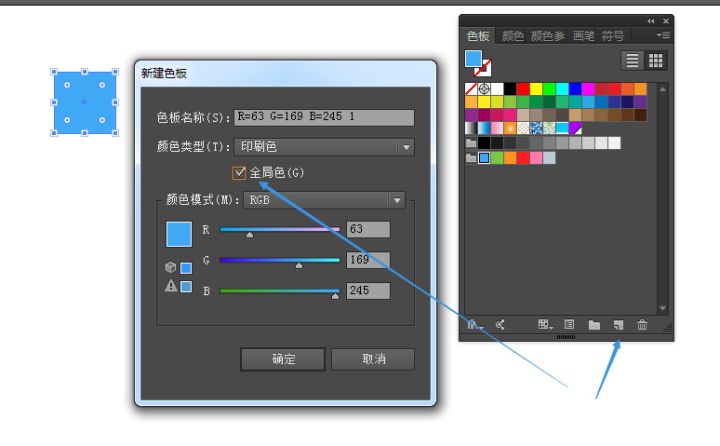 新建色板
色板名称(S):
R=63 G=169 B=245 1
颜色类型(T):
印刷色
全局色(G)
颜色模式(M):
RGB
R
63
G
169
B
245
确定
取消
色板
颜色
颜色参
画笔
符号